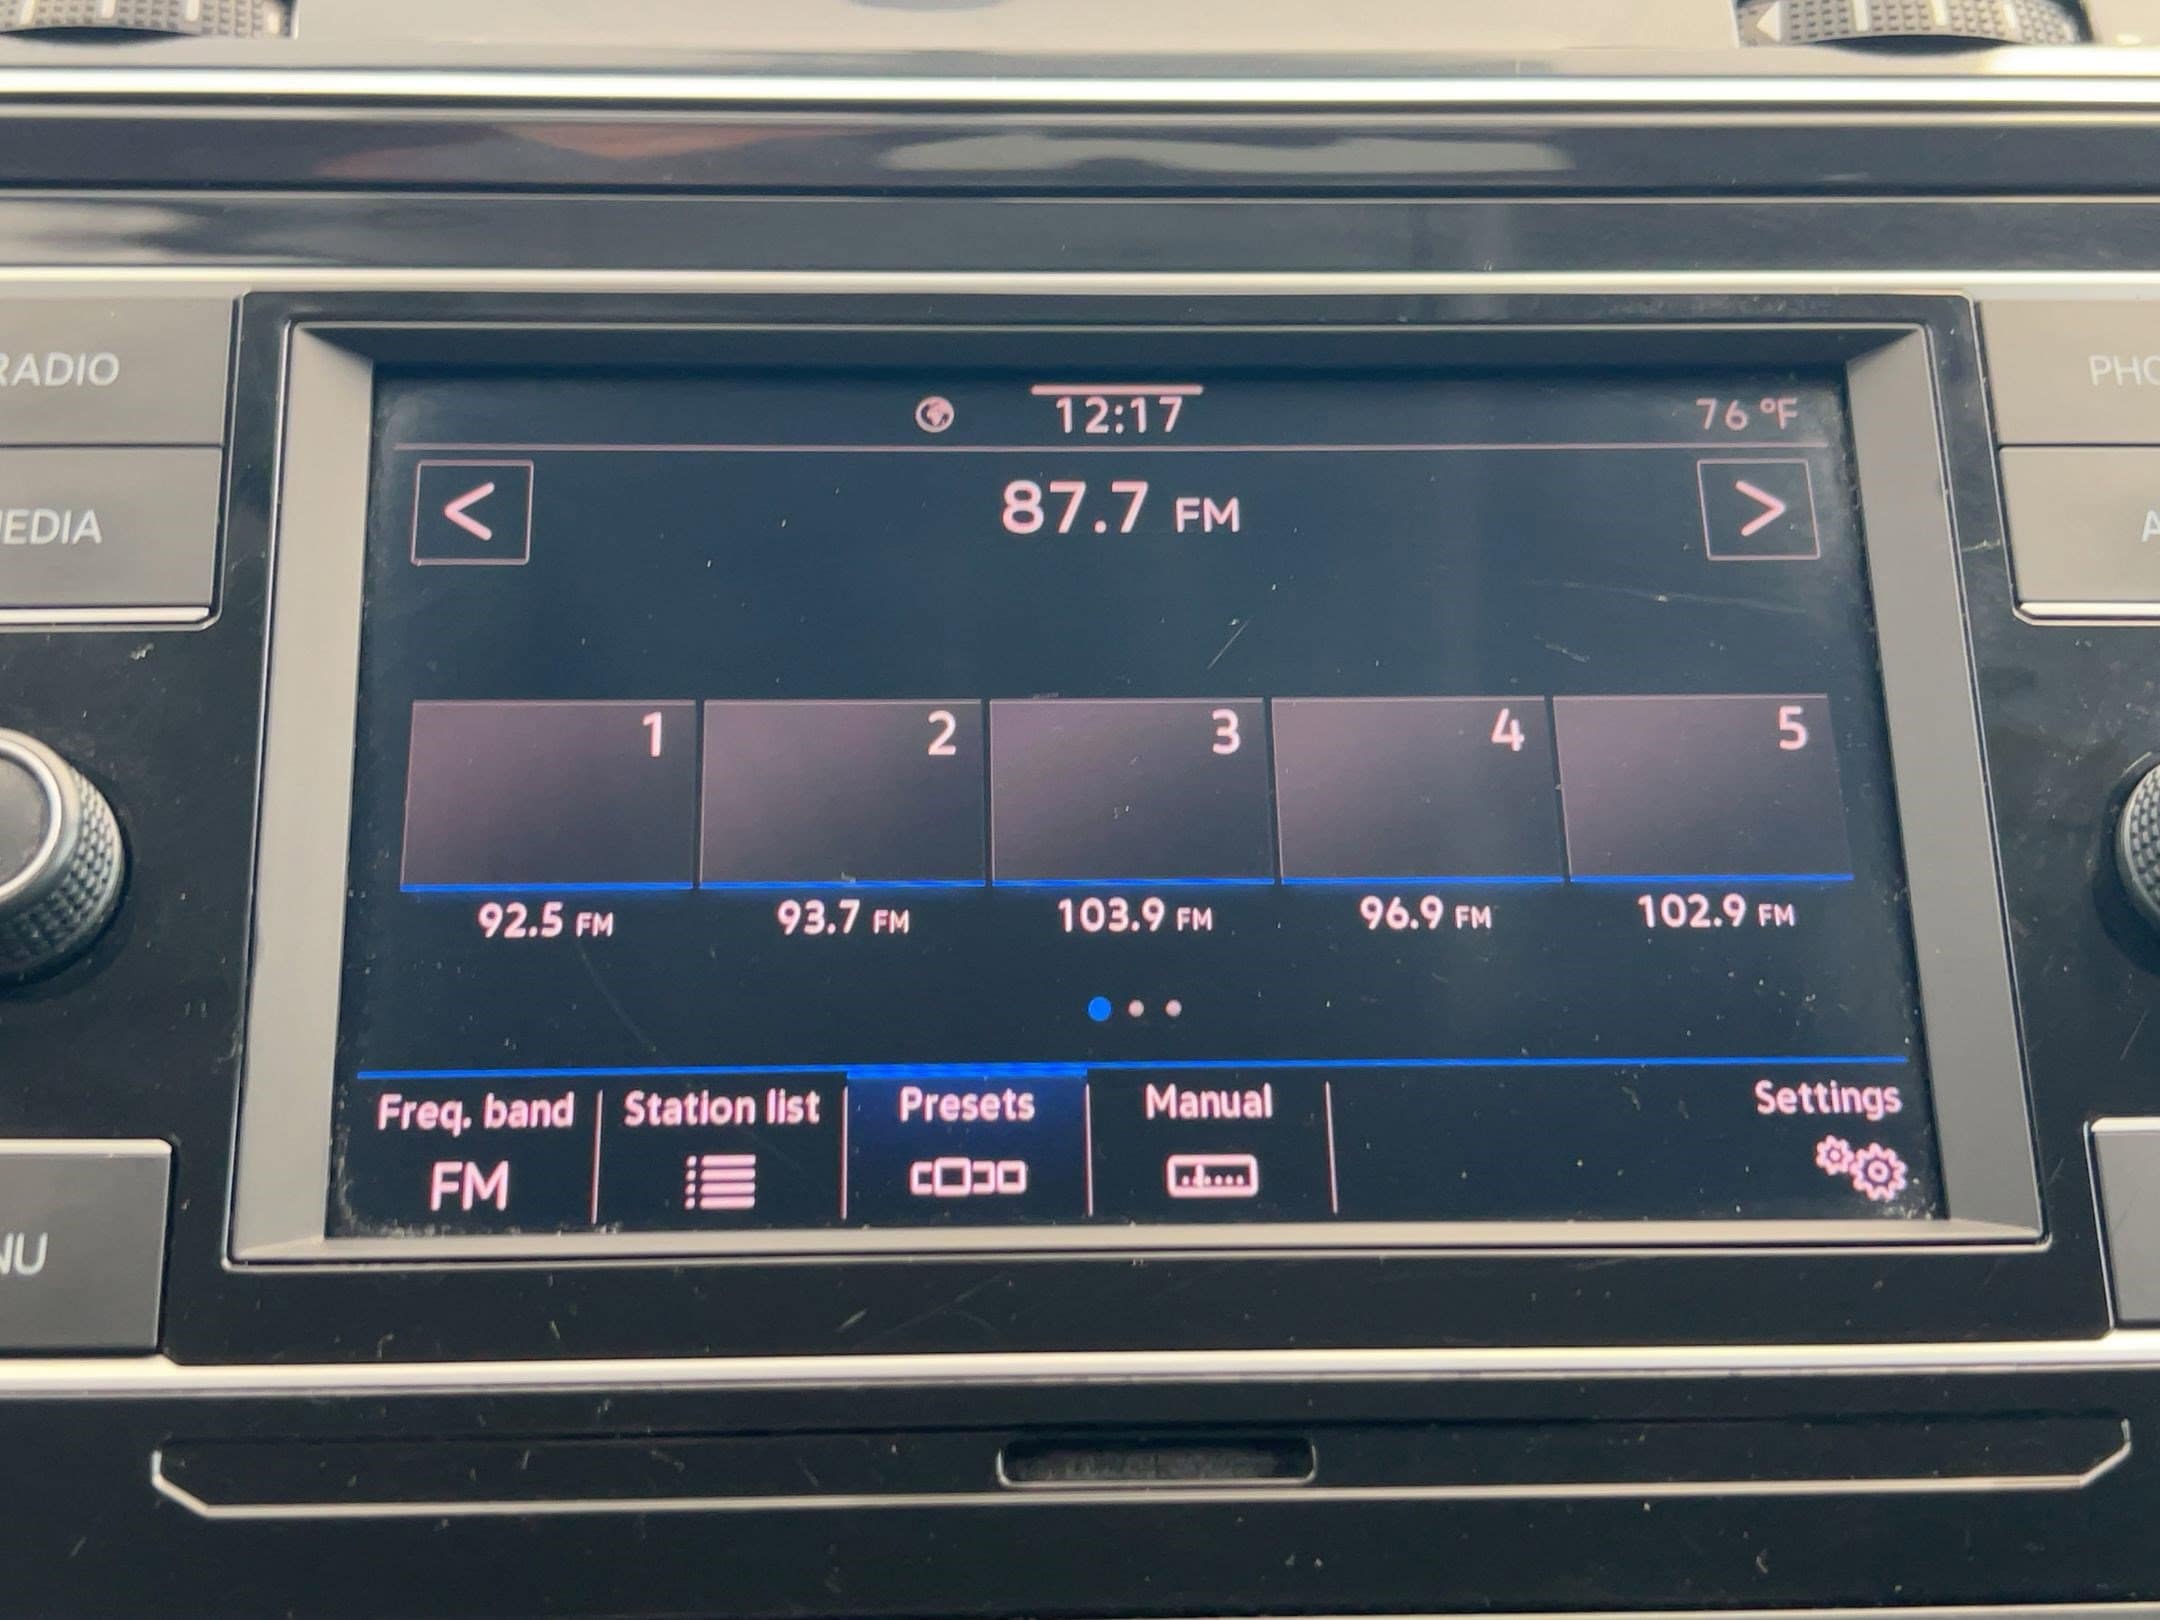 12:17
76 °F
RADIO
PHO
< 87.7 FM >
MEDIA
A
1 2 3 4 5
92.5 FM 93.7 FM 103.9 FM 96.9 FM 102.9 FM
Freq. band Station list Presets Manual Settings
FM
NU